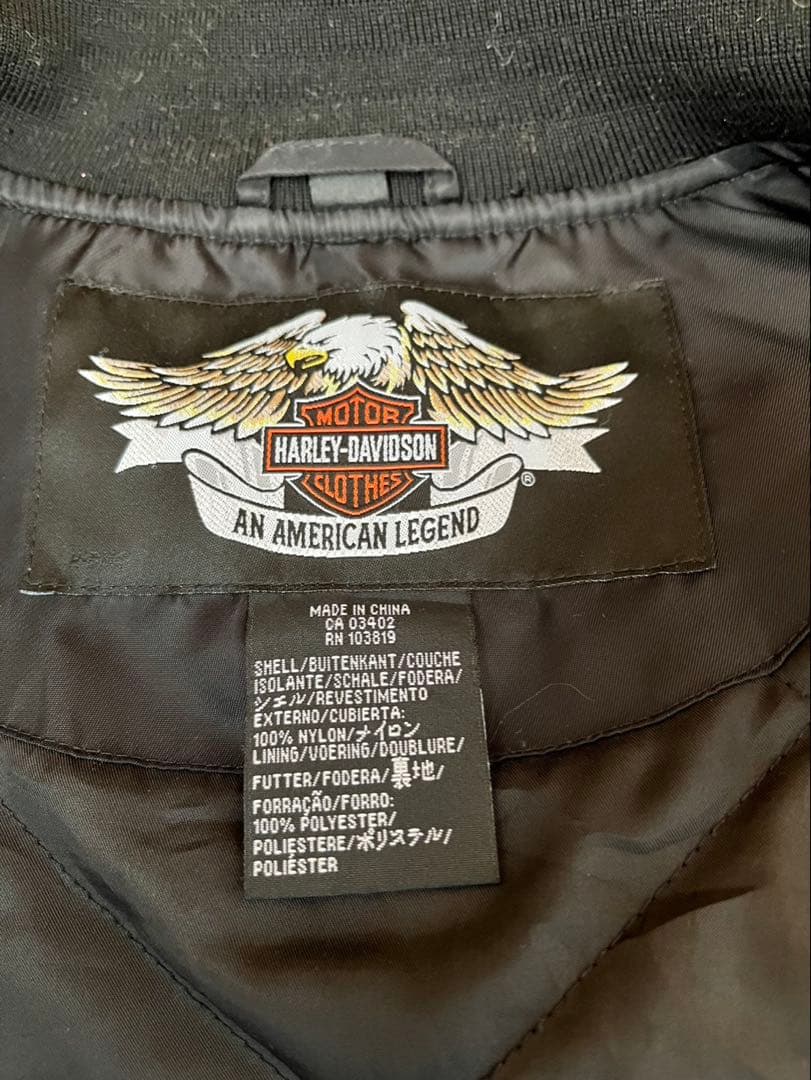 MOTOR
HARLEY-DAVIDSON
CLOTHES
®
AN AMERICAN LEGEND
MADE IN CHINA
CA 03402
RN 103819
SHELL/BUITENKANT/COUCHE
ISOLANTE/SCHALE/FODERA/
シェル/REVESTIMENTO
EXTERNO/CUBIERTA:
100% NYLON/ナイロン
LINING/VOERING/DOUBLURE/
FUTTER/FODERA/裏地/
FORRAÇÃO/FORRO:
100% POLYESTER/
POLIESTERE/ポリステル/
POLIÉSTER